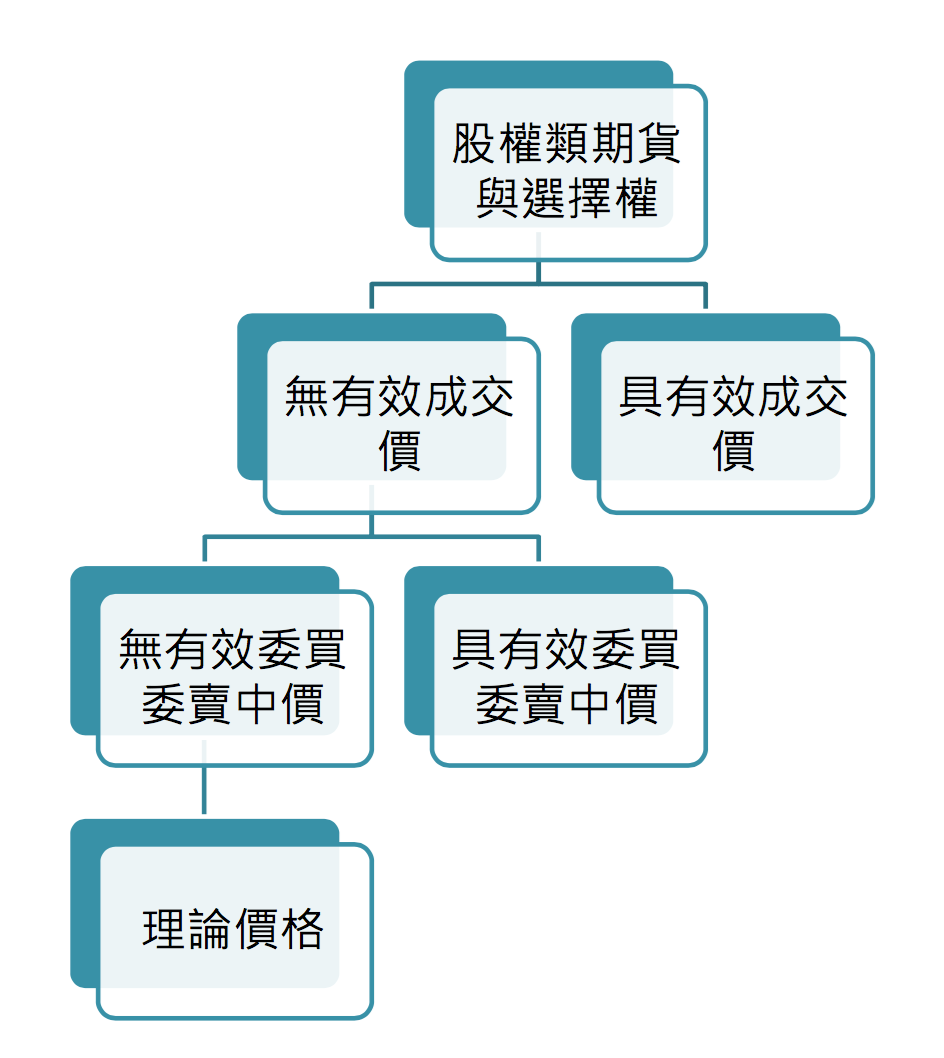 股權類期貨
與選擇權
無有效成交
價
具有效成交
價
無有效委買
委賣中價
具有效委買
委賣中價
理論價格